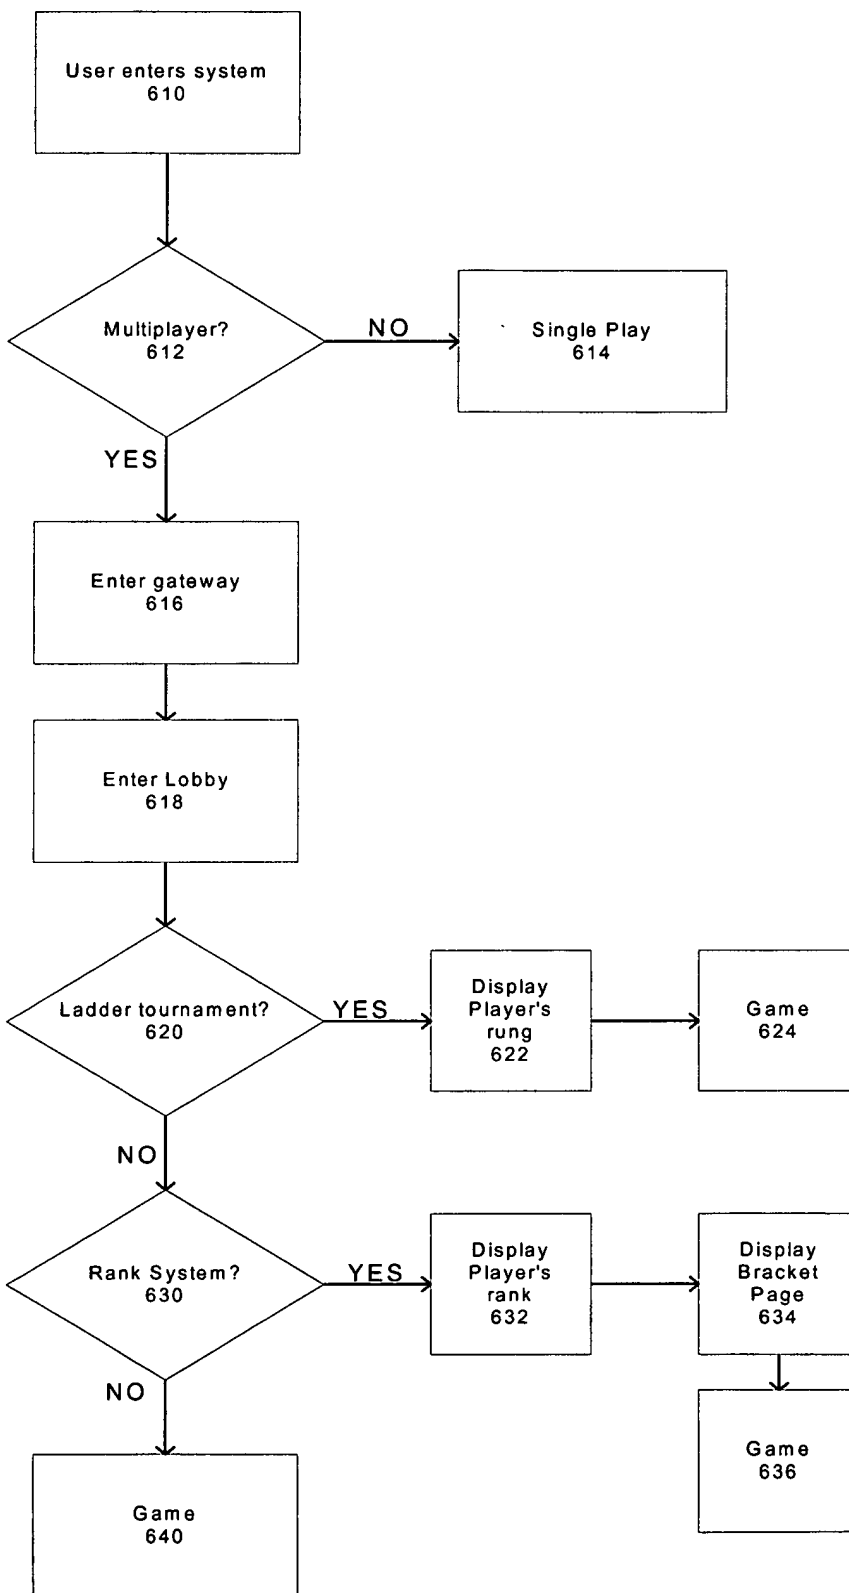 User enters system
610
Multiplayer?
612
NO
Single Play
614
YES
Enter gateway
616
Enter Lobby
618
Ladder tournament?
620
YES
Display
Player's
rung
622
Game
624
NO
Rank System?
630
YES
Display
Player's
rank
632
Display
Bracket
Page
634
NO
Game
636
Game
640